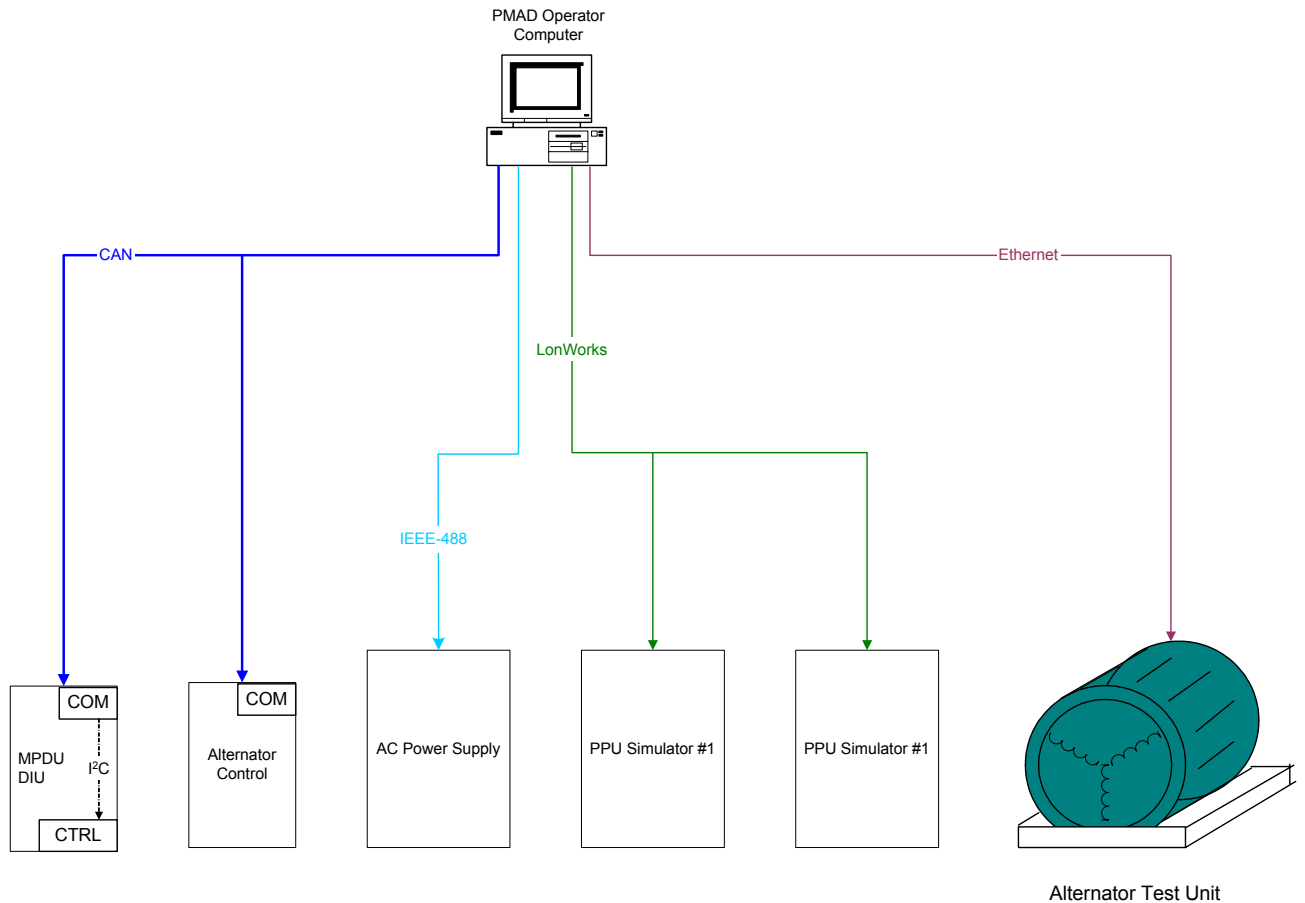 PMAD Operator
Computer
CAN
Ethernet
LonWorks
IEEE-488
COM
MPDU
DIU
I²C
CTRL
COM
Alternator
Control
AC Power Supply
PPU Simulator #1
PPU Simulator #1
Alternator Test Unit